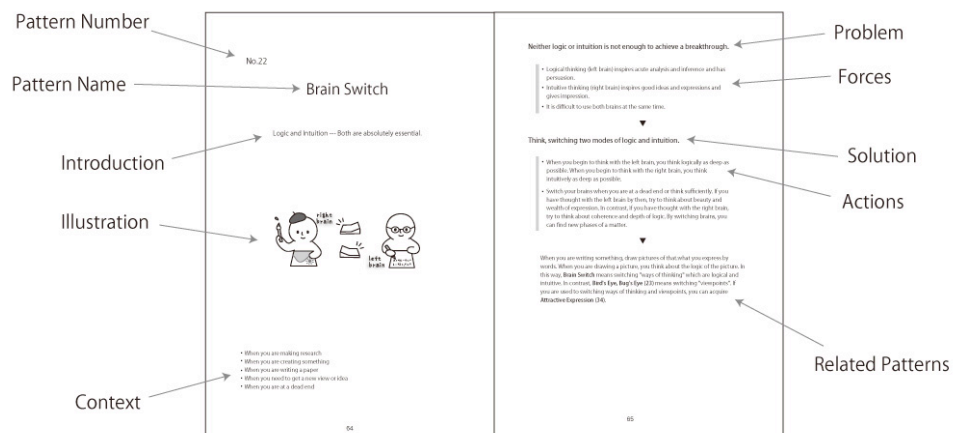 Pattern Number
Pattern Name
Introduction
Illustration
Context
No.22
Brain Switch
Logic and Intuition — Both are absolutely essential.
right
brain
left
brain
• When you are making research
• When you are creating something
• When you are writing a paper
• When you need to get a new view or idea
• When you are at a dead end
64
Neither logic or intuition is not enough to achieve a breakthrough.
• Logical thinking (left brain) inspires acute analysis and inference and has
persuasion.
• Intuitive thinking (right brain) inspires good ideas and expressions and
gives impression.
• It is difficult to use both brains at the same time.
Think, switching two modes of logic and intuition.
• When you begin to think with the left brain, you think logically as deep as
possible. When you begin to think with the right brain, you think
intuitively as deep as possible.
• Switch your brains when you are at a dead end or think sufficiently. If you
have thought with the left brain by then, try to think about beauty and
wealth of expression. In contrast, if you have thought with the right brain,
try to think about coherence and depth of logic. By switching brains, you
can find new phases of a matter.
When you are writing something, draw pictures of that what you express by
words. When you are drawing a picture, you think about the logic of the picture. In
this way, Brain Switch means switching "ways of thinking" which are logical and
intuitive. In contrast, Bird's Eye, Bug's Eye (23) means switching "viewpoints". If
you are used to switching ways of thinking and viewpoints, you can acquire
Attractive Expression (34).
65
Problem
Forces
Solution
Actions
Related Patterns